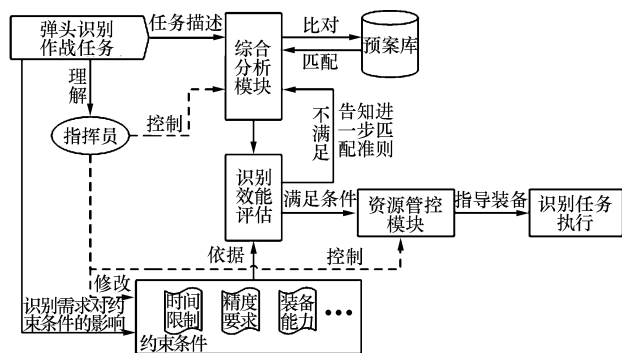 弹头识别
作战任务
任务描述
综合
分析
模块
比对
匹配
预案库
理解
指挥员
控制
不满足
告知进
一步匹
配准则
识别
效能
评估
满足条件
资源管控
模块
指导装备
识别任务
执行
依据
控制
修改
识别需求对约
束条件的影响
时间
限制
精度
要求
装备
能力
•••
约束条件